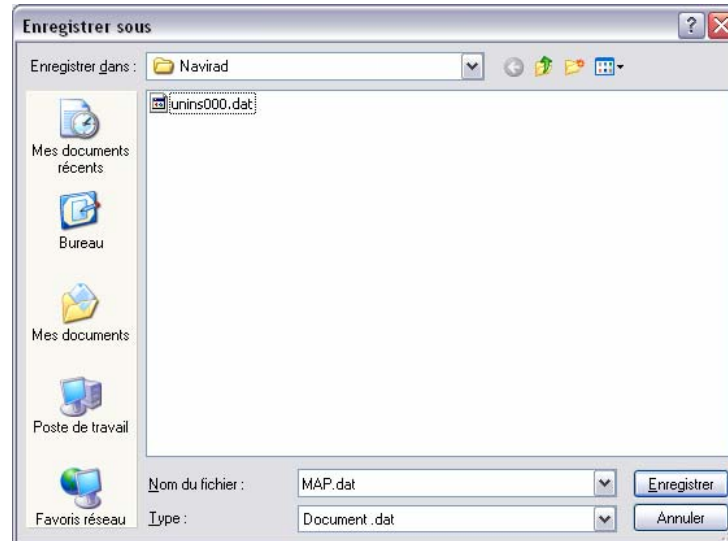 Enregistrer sous
Enregistrer dans :
Navirad
unins000.dat
Mes documents
récents
Bureau
Mes documents
Poste de travail
Favoris réseau
Nom du fichier :
MAP.dat
Enregistrer
Type :
Document .dat
Annuler